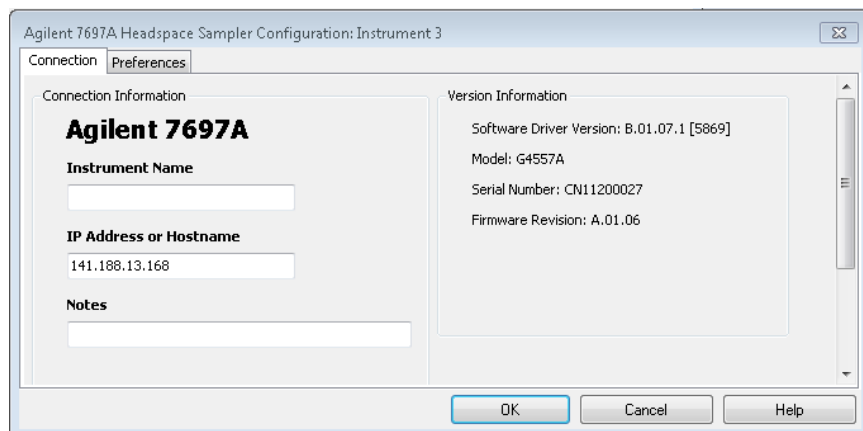 Agilent 7697A Headspace Sampler Configuration: Instrument 3
Connection
Preferences
Connection Information
Agilent 7697A
Instrument Name
IP Address or Hostname
141.188.13.168
Notes
Version Information
Software Driver Version: B.01.07.1 [5869]
Model: G4557A
Serial Number: CN11200027
Firmware Revision: A.01.06
OK
Cancel
Help